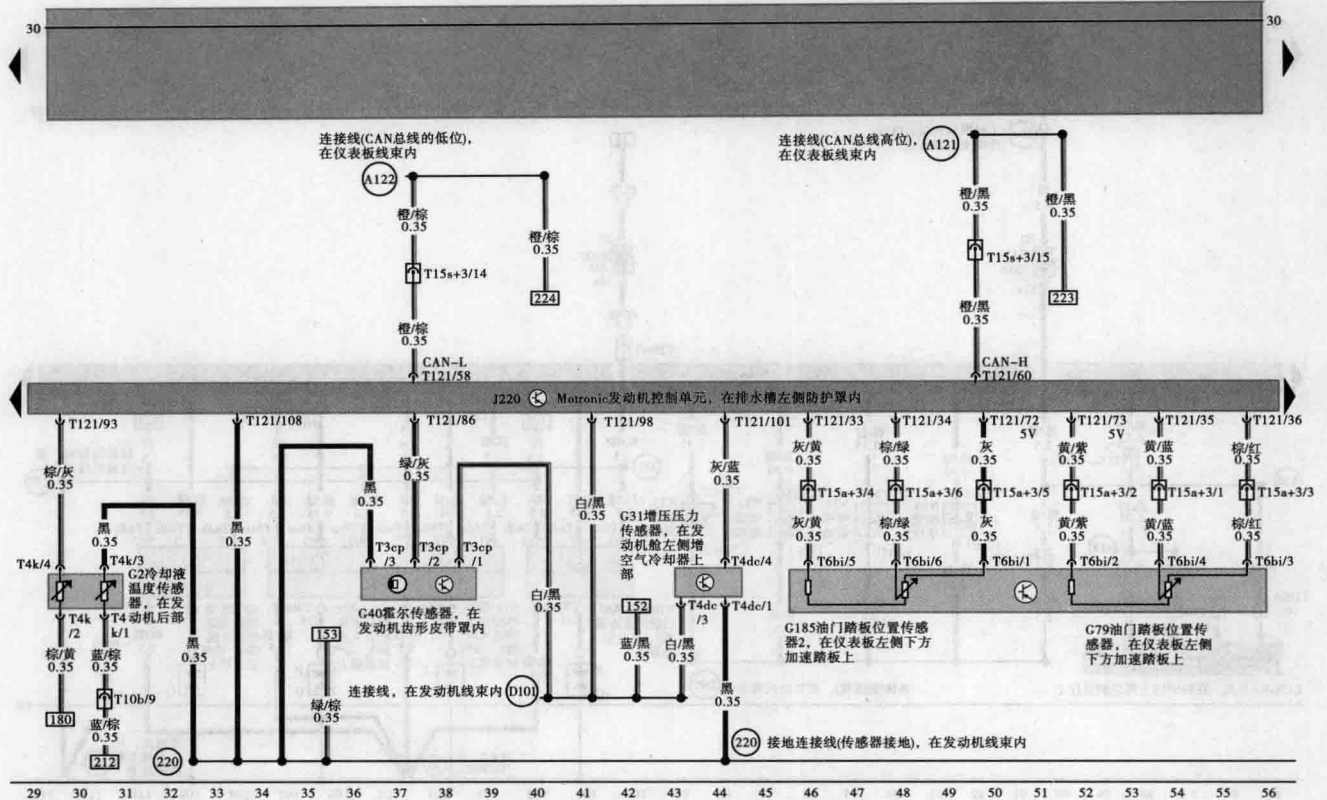 30
30
连接线(CAN总线的低位),
在仪表板线束内
A122
连接线(CAN总线高位),
在仪表板线束内
A121
橙/棕
0.35
橙/棕
0.35
橙/黑
0.35
橙/黑
0.35
T15s+3/14
T15s+3/15
224
223
橙/棕
0.35
橙/黑
0.35
CAN-L
T121/58
CAN-H
T121/60
J220 Motronic发动机控制单元, 在排水槽左侧防护罩内
T121/93
T121/108
T121/86
T121/98
T121/101
T121/33
T121/34
T121/72
5V
T121/73
5V
T121/35
T121/36
棕/灰
0.35
黑
0.35
黑
0.35
黑
0.35
绿/灰
0.35
白/黑
0.35
灰/蓝
0.35
灰/黄
0.35
棕/绿
0.35
灰
0.35
黄/紫
0.35
黄/蓝
0.35
棕/红
0.35
T15a+3/4
T15a+3/6
T15a+3/5
T15a+3/2
T15a+3/1
T15a+3/3
灰/黄
0.35
棕/绿
0.35
灰
0.35
黄/紫
0.35
黄/蓝
0.35
棕/红
0.35
G31增压压力
传感器, 在发
动机舱左侧增
空气冷却器上
部
T4k/4
T4k/3
T3cp
/3
T3cp
/2
T3cp
/1
T4dc/4
T6bi/5
T6bi/6
T6bi/1
T6bi/2
T6bi/4
T6bi/3
G2冷却液
温度传感
器, 在发
动机后部
T4k
/2
T4
k/1
G40霍尔传感器, 在
发动机齿形皮带罩内
白/黑
0.35
152
T4dc
/3
T4dc/1
G185油门踏板位置传感
器2, 在仪表板左侧下方
加速踏板上
G79油门踏板位置传
感器, 在仪表板左侧
下方加速踏板上
棕/黄
0.35
蓝/棕
0.35
黑
0.35
153
蓝/黑
0.35
白/黑
0.35
T10b/9
连接线, 在发动机线束内
D101
黑
0.35
180
蓝/棕
0.35
绿/棕
0.35
212
220
220
接地连接线(传感器接地), 在发动机线束内
29 30 31 32 33 34 35 36 37 38 39 40 41 42 43 44 45 46 47 48 49 50 51 52 53 54 55 56